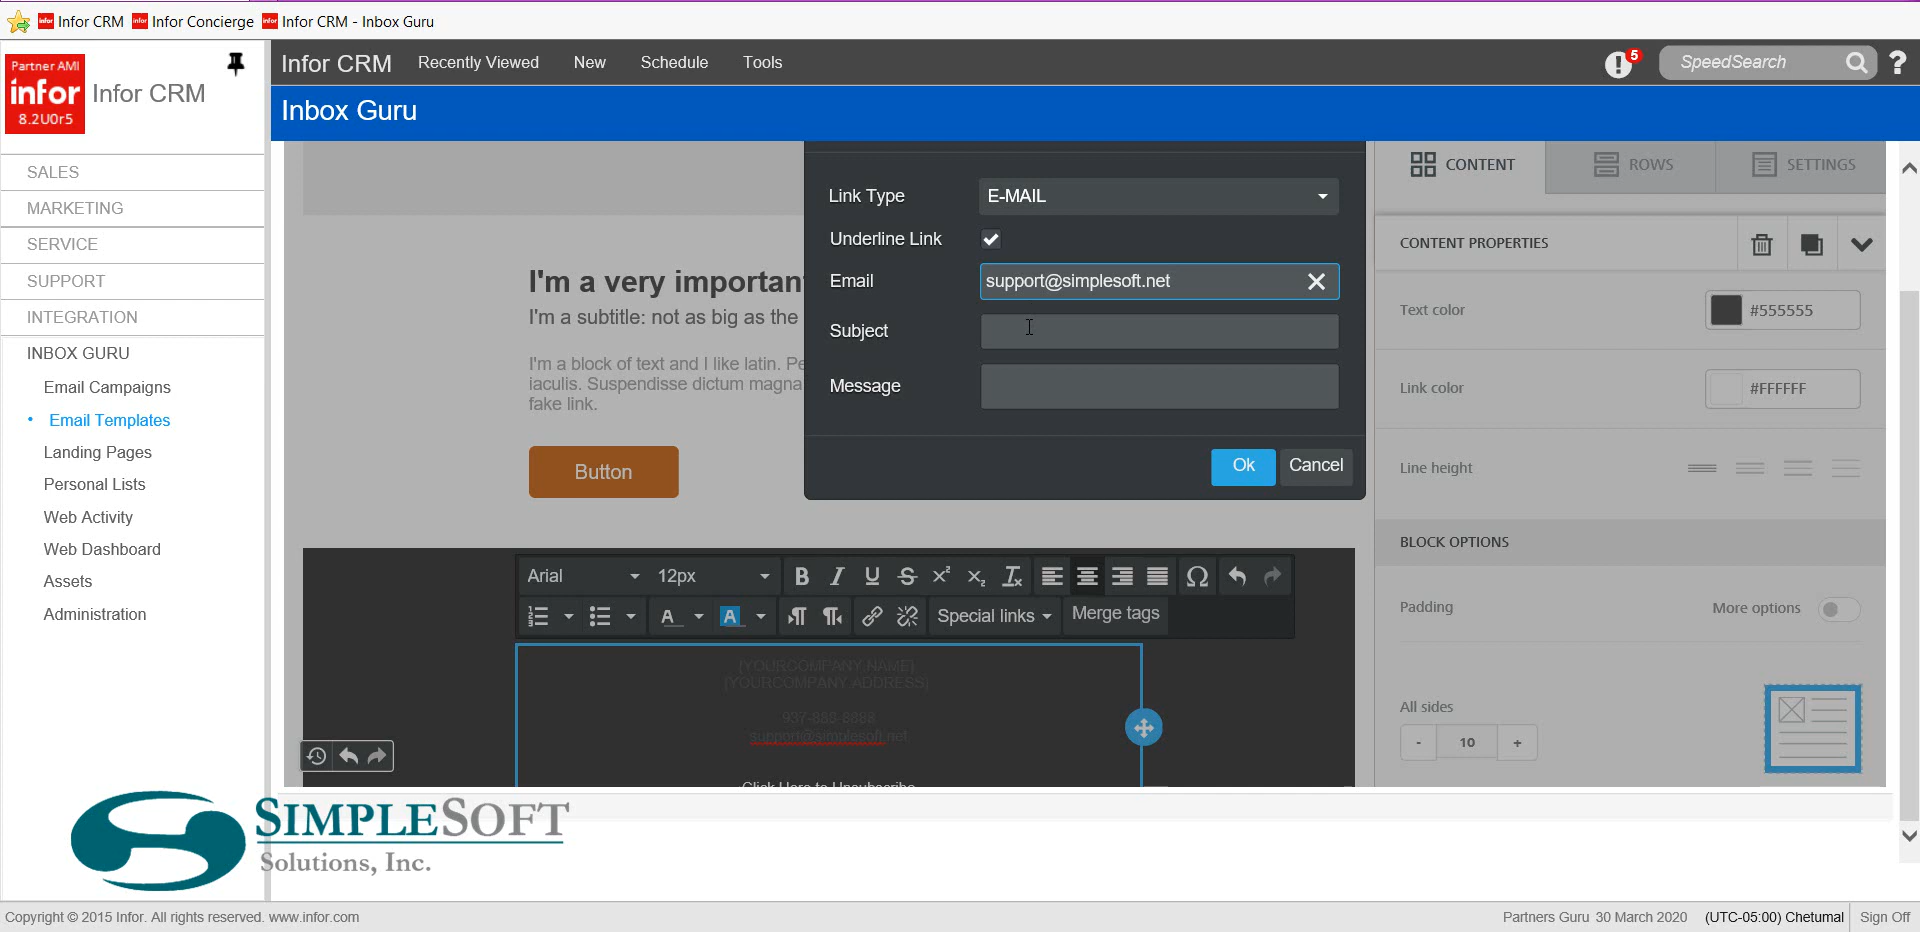 Infor CRM
Infor Concierge
Infor CRM - Inbox Guru
Partner AMI
infor
8.2U0r5
Infor CRM
Infor CRM
Recently Viewed
New
Schedule
Tools
5
SpeedSearch
?
Inbox Guru
SALES
MARKETING
SERVICE
SUPPORT
INTEGRATION
INBOX GURU
Email Campaigns
• Email Templates
Landing Pages
Personal Lists
Web Activity
Web Dashboard
Assets
Administration
I'm a very important
I'm a subtitle: not as big as the
I'm a block of text and I like latin. Pe
iaculis. Suspendisse dictum magna
fake link.
Button
Link Type
E-MAIL
Underline Link
Email
support@simplesoft.net
Subject
Message
Ok
Cancel
CONTENT
ROWS
SETTINGS
CONTENT PROPERTIES
Text color
#555555
Link color
#FFFFFF
Line height
BLOCK OPTIONS
Padding
More options
All sides
- 10 +
Arial
12px
Special links
Merge tags
{YOURCOMPANY.NAME}
{YOURCOMPANY.ADDRESS}
937-888-8888
support@simplesoft.net
Click Here to Unsubscribe
SIMPLESOFT
Solutions, Inc.
Copyright © 2015 Infor. All rights reserved. www.infor.com
Partners Guru 30 March 2020
(UTC-05:00) Chetumal
Sign Off